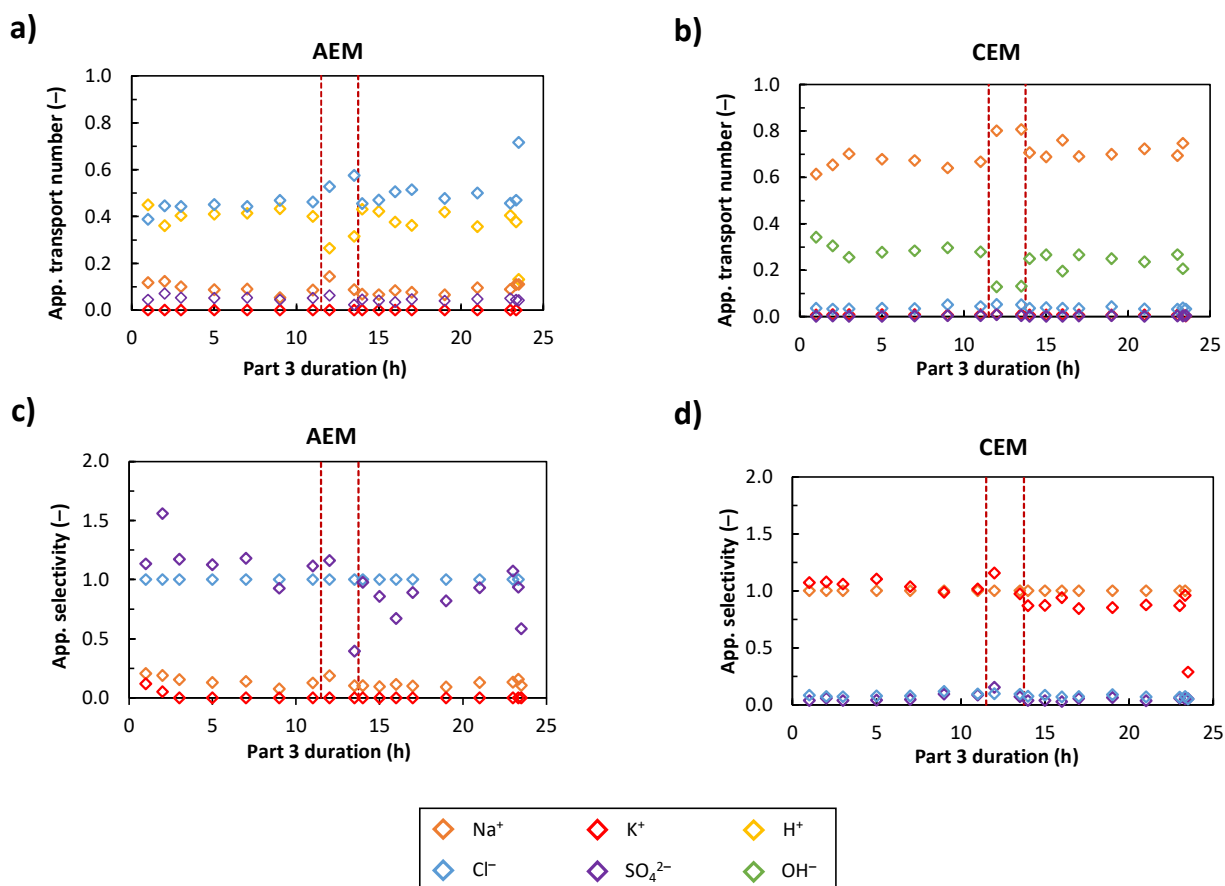 a)
AEM
App. transport number (–)
1.0
0.8
0.6
0.4
0.2
0.0
0 5 10 15 20 25
Part 3 duration (h)
b)
CEM
App. transport number (–)
1.0
0.8
0.6
0.4
0.2
0.0
0 5 10 15 20 25
Part 3 duration (h)
c)
AEM
App. selectivity (–)
2.0
1.5
1.0
0.5
0.0
0 5 10 15 20 25
Part 3 duration (h)
d)
CEM
App. selectivity (–)
2.0
1.5
1.0
0.5
0.0
0 5 10 15 20 25
Part 3 duration (h)
Na⁺ K⁺ H⁺
Cl⁻ SO₄²⁻ OH⁻